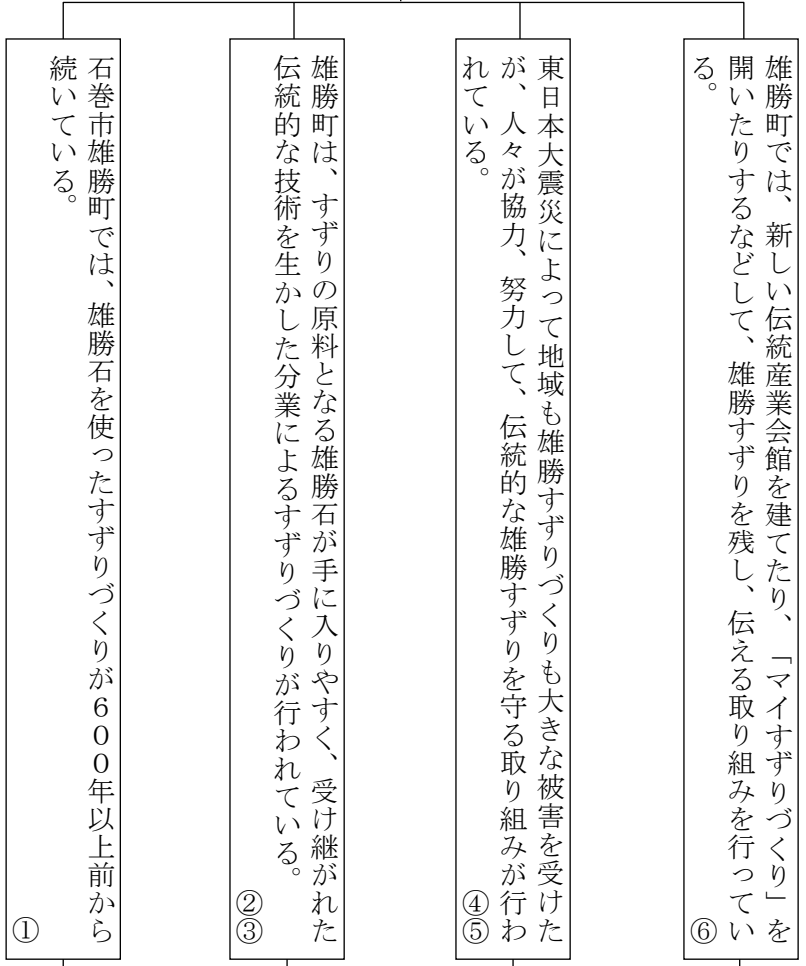 雄勝町では、新しい伝統産業会館を建てたり、「マイすずりづくり」を
開いたりするなどして、雄勝すずりを残し、伝える取り組みを行ってい
る。
⑥
東日本大震災によって地域も雄勝すずりづくりも大きな被害を受けた
が、人々が協力、努力して、伝統的な雄勝すずりを守る取り組みが行わ
れている。
④⑤
雄勝町は、すずりの原料となる雄勝石が手に入りやすく、受け継がれた
伝統的な技術を生かした分業によるすずりづくりが行われている。
②③
石巻市雄勝町では、雄勝石を使ったすずりづくりが600年以上前から
続いている。
①